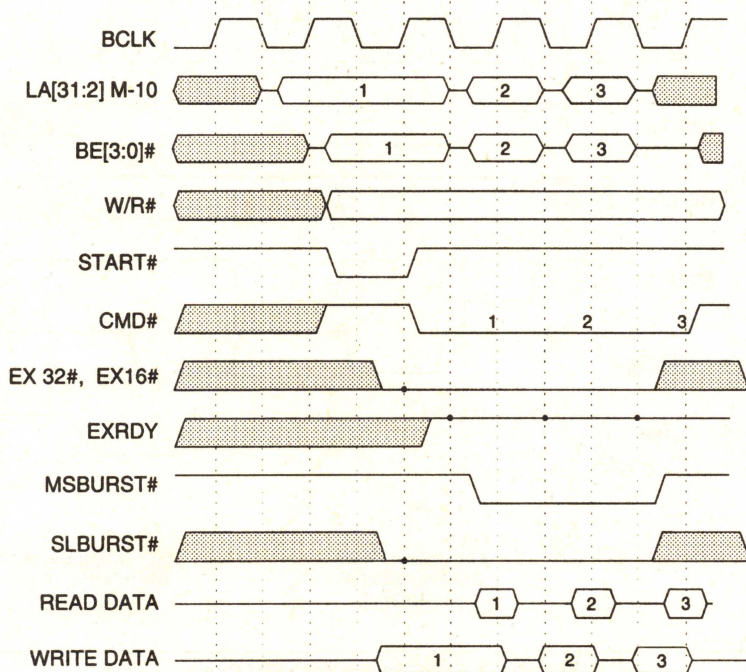 BCLK
LA[31:2] M-10 1 2 3
BE[3:0]# 1 2 3
W/R#
START#
CMD# 1 2 3
EX 32#, EX16#
EXRDY
MSBURST#
SLBURST#
READ DATA 1 2 3
WRITE DATA 1 2 3